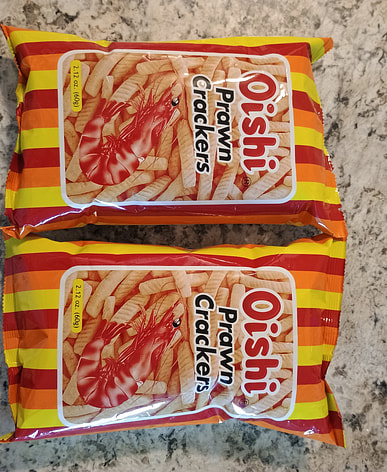 Oishi
Prawn
Crackers
2.12 oz. (60g)
Oishi
Prawn
Crackers
2.12 oz. (60g)